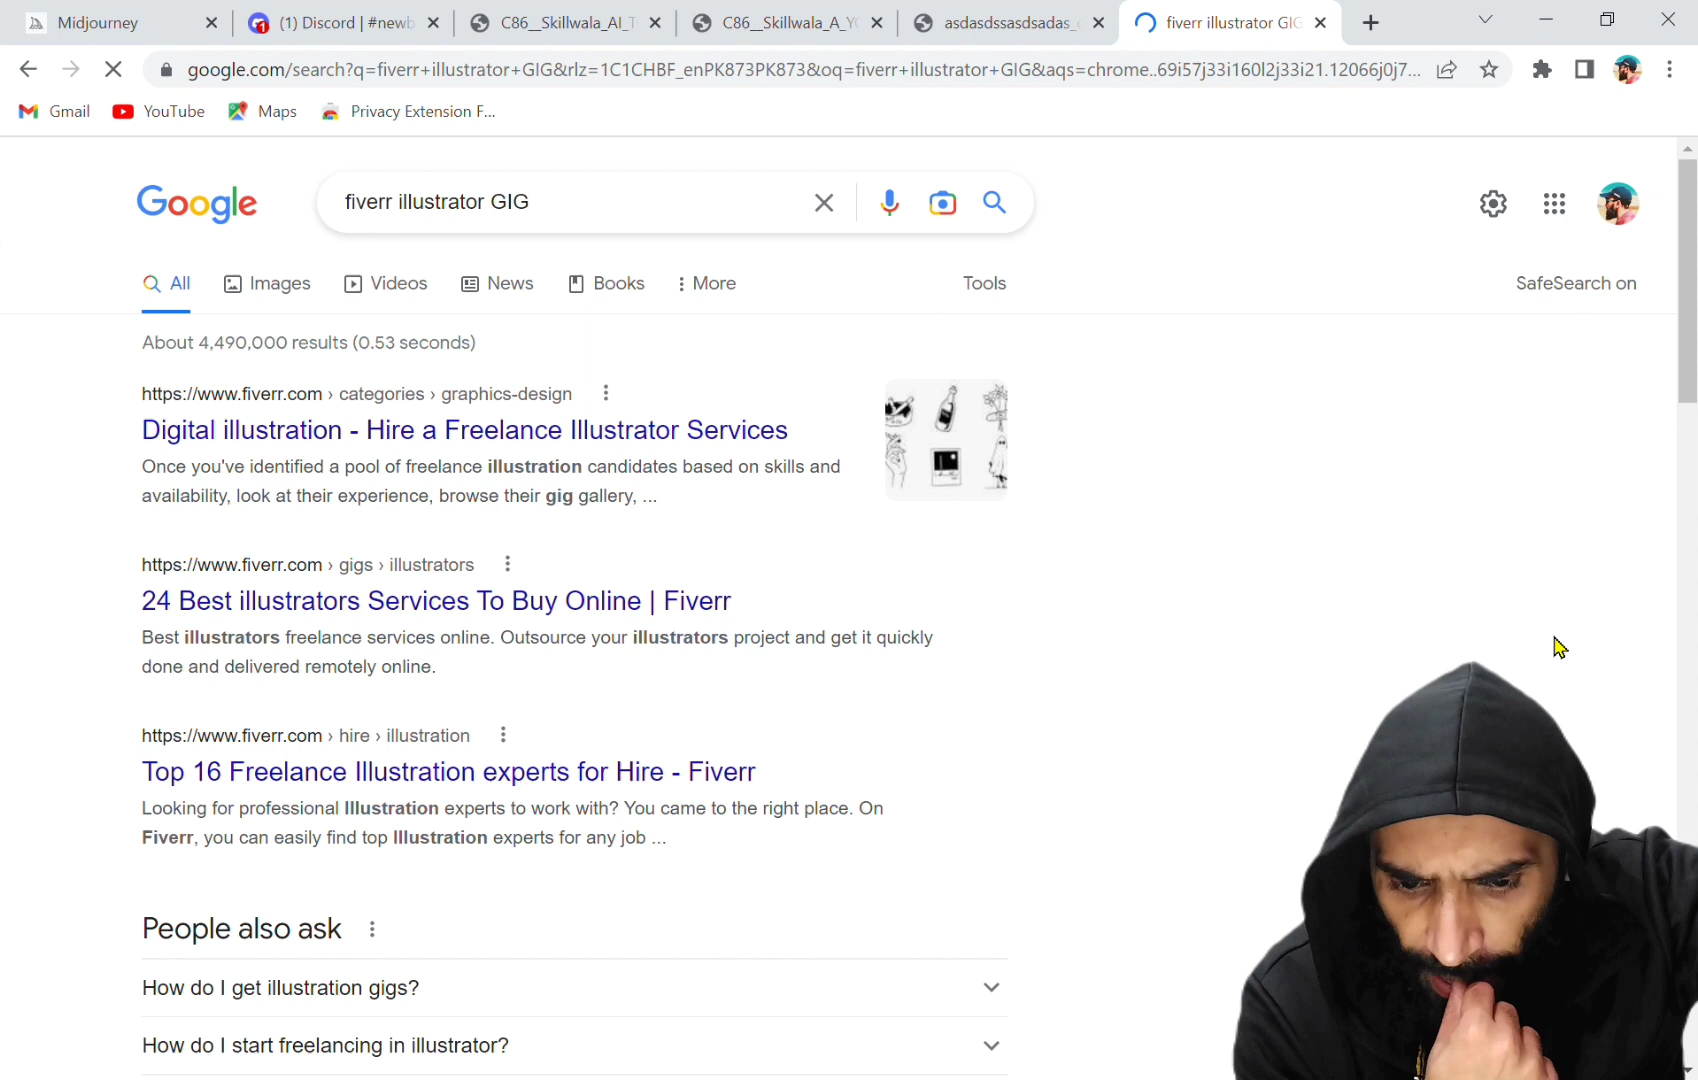 Midjourney
(1) Discord | #newb
C86__Skillwala_AI_T
C86__Skillwala_A_YO
asdasdssasdsadas_
fiverr illustrator GIG
google.com/search?q=fiverr+illustrator+GIG&rlz=1C1CHBF_enPK873PK873&oq=fiverr+illustrator+GIG&aqs=chrome..69i57j33i160l2j33i21.12066j0j7...
Gmail
YouTube
Maps
Privacy Extension F...
Google
fiverr illustrator GIG
All
Images
Videos
News
Books
More
Tools
SafeSearch on
About 4,490,000 results (0.53 seconds)
https://www.fiverr.com › categories › graphics-design
Digital illustration - Hire a Freelance Illustrator Services
Once you've identified a pool of freelance illustration candidates based on skills and
availability, look at their experience, browse their gig gallery, ...
https://www.fiverr.com › gigs › illustrators
24 Best illustrators Services To Buy Online | Fiverr
Best illustrators freelance services online. Outsource your illustrators project and get it quickly
done and delivered remotely online.
https://www.fiverr.com › hire › illustration
Top 16 Freelance Illustration experts for Hire - Fiverr
Looking for professional Illustration experts to work with? You came to the right place. On
Fiverr, you can easily find top Illustration experts for any job ...
People also ask
How do I get illustration gigs?
How do I start freelancing in illustrator?